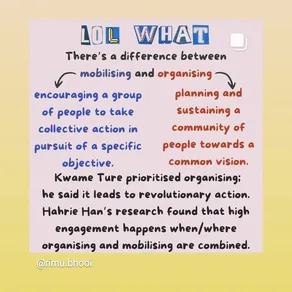 LOL WHAT
There's a difference between
mobilising and organising
encouraging a group
of people to take
collective action in
pursuit of a specific
objective.
planning and
sustaining a
community of
people towards a
common vision.
Kwame Ture prioritised organising;
he said it leads to revolutionary action.
Hahrie Han's research found that high
engagement happens when/where
organising and mobilising are combined.
@rimu.bhooi